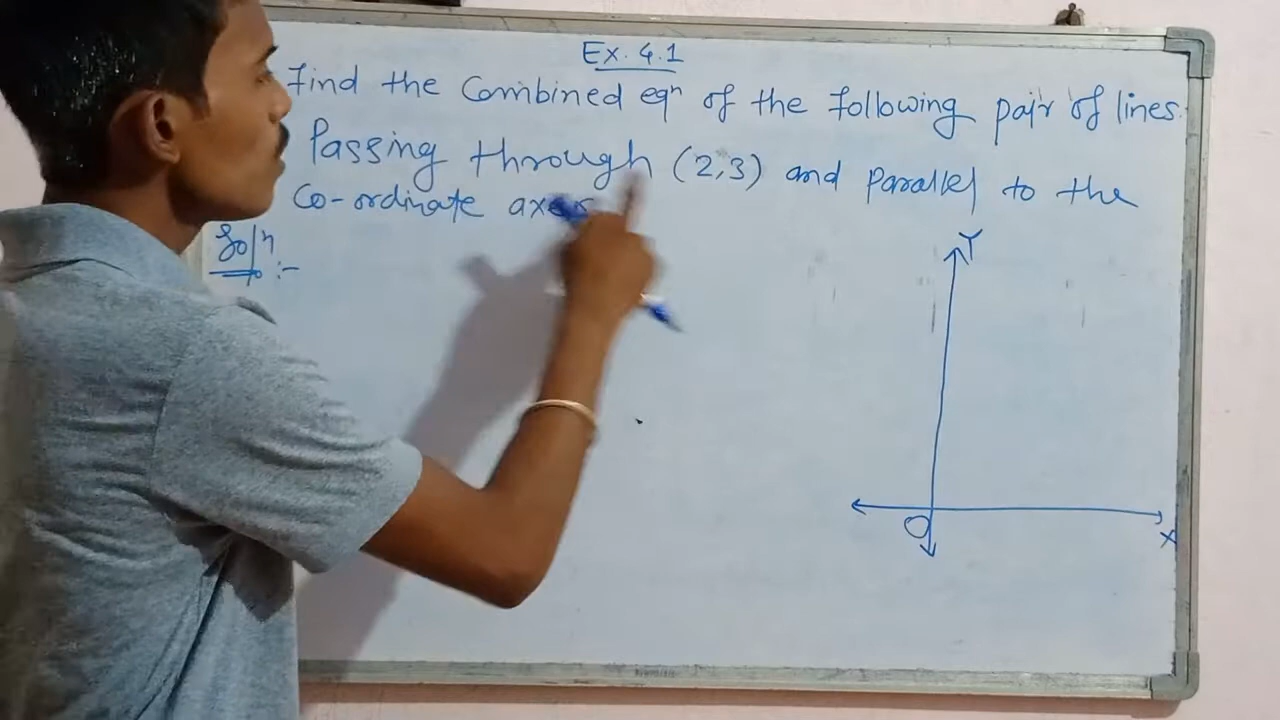 Ex. 4.1
Find the Combined eqⁿ of the following pair of lines.
Passing through (2,3) and parallel to the
Co-ordinate axes
Solⁿ :-
Y
O
X